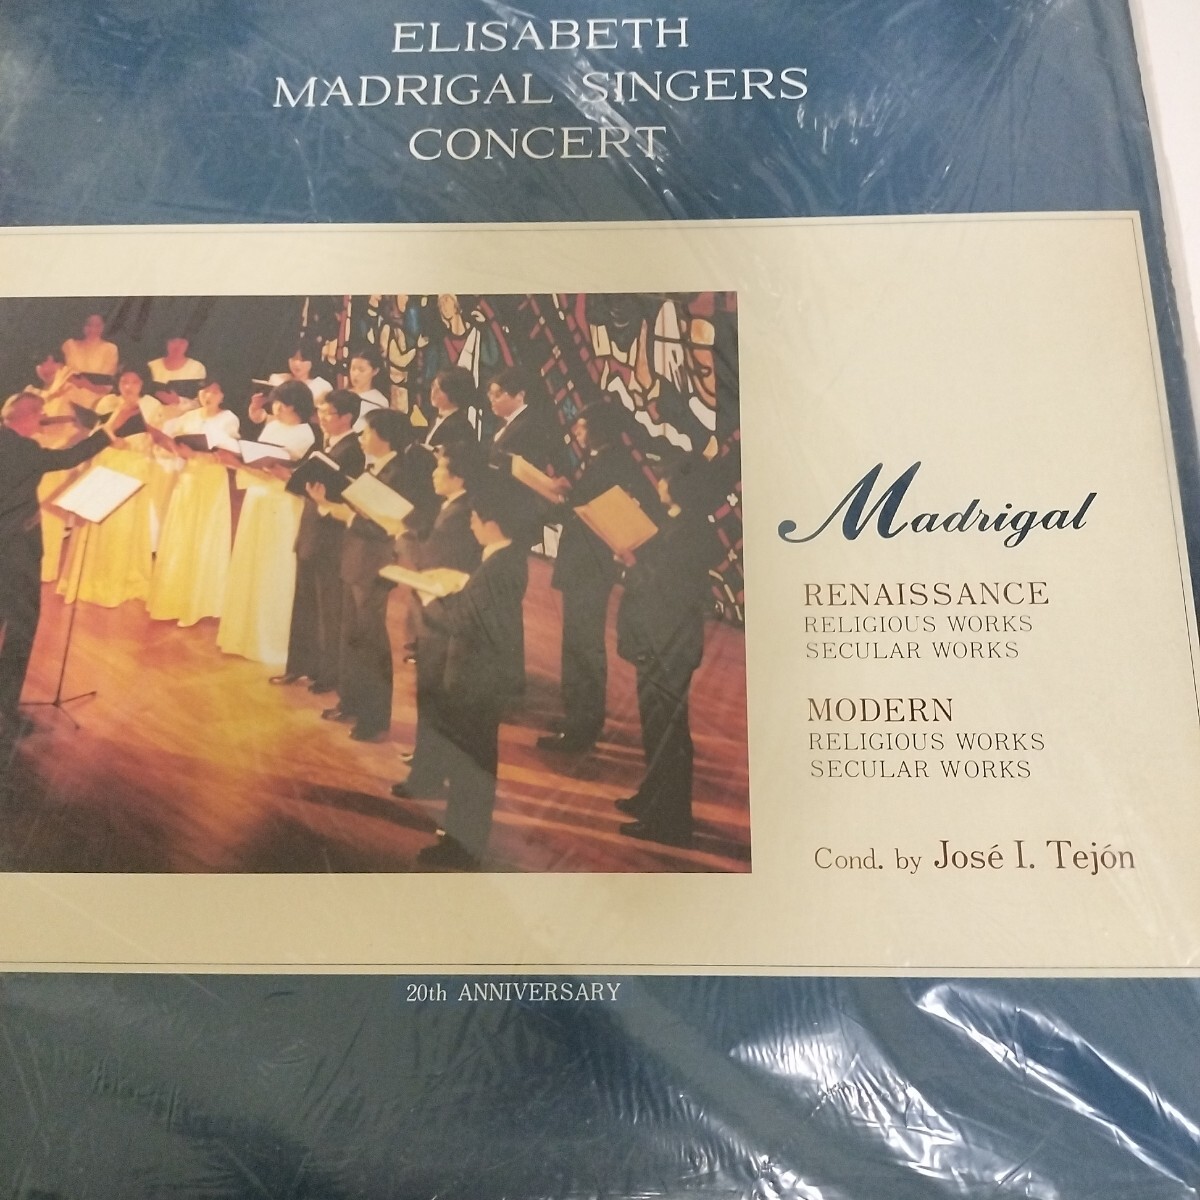 ELISABETH
MADRIGAL SINGERS
CONCERT
Madrigal
RENAISSANCE
RELIGIOUS WORKS
SECULAR WORKS
MODERN
RELIGIOUS WORKS
SECULAR WORKS
Cond. by José I. Tejón
20th ANNIVERSARY